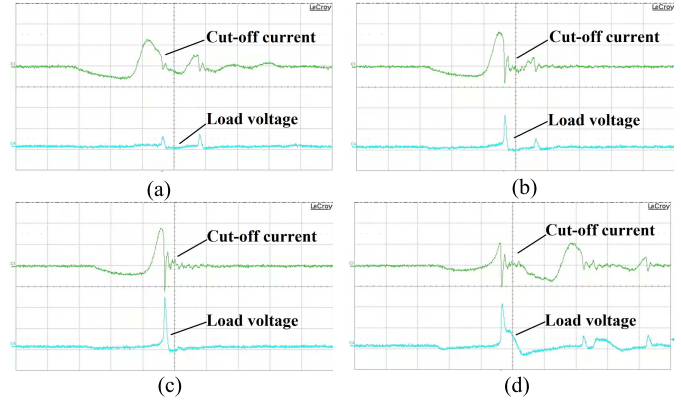 LeCroy
Cut-off current
Load voltage
(a)
LeCroy
Cut-off current
Load voltage
(b)
LeCroy
Cut-off current
Load voltage
(c)
LeCroy
Cut-off current
Load voltage
(d)